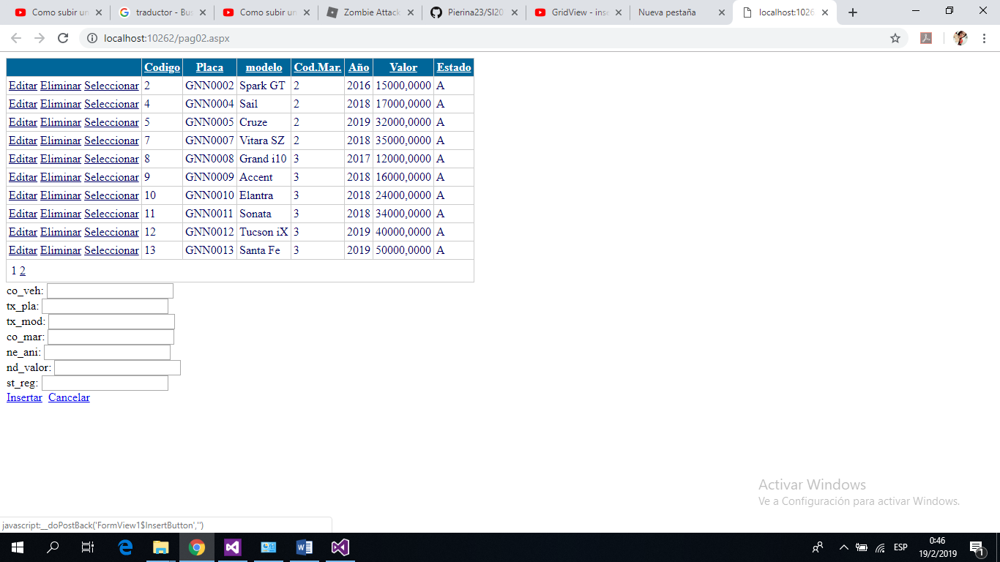 Como subir un
traductor - Bus
Como subir un
Zombie Attack
Pierina23/SI20
GridView - inse
Nueva pestaña
localhost:1026
localhost:10262/pag02.aspx
Codigo Placa modelo Cod.Mar. Año Valor Estado
Editar Eliminar Seleccionar 2 GNN0002 Spark GT 2 2016 15000,0000 A
Editar Eliminar Seleccionar 4 GNN0004 Sail 2 2018 17000,0000 A
Editar Eliminar Seleccionar 5 GNN0005 Cruze 2 2019 32000,0000 A
Editar Eliminar Seleccionar 7 GNN0007 Vitara SZ 2 2018 35000,0000 A
Editar Eliminar Seleccionar 8 GNN0008 Grand i10 3 2017 12000,0000 A
Editar Eliminar Seleccionar 9 GNN0009 Accent 3 2018 16000,0000 A
Editar Eliminar Seleccionar 10 GNN0010 Elantra 3 2018 24000,0000 A
Editar Eliminar Seleccionar 11 GNN0011 Sonata 3 2018 34000,0000 A
Editar Eliminar Seleccionar 12 GNN0012 Tucson iX 3 2019 40000,0000 A
Editar Eliminar Seleccionar 13 GNN0013 Santa Fe 3 2019 50000,0000 A
1 2
co_veh:
tx_pla:
tx_mod:
co_mar:
ne_ani:
nd_valor:
st_reg:
Insertar Cancelar
Activar Windows
Ve a Configuración para activar Windows.
javascript:__doPostBack('FormView1$InsertButton','')
ESP
0:46
19/2/2019
1